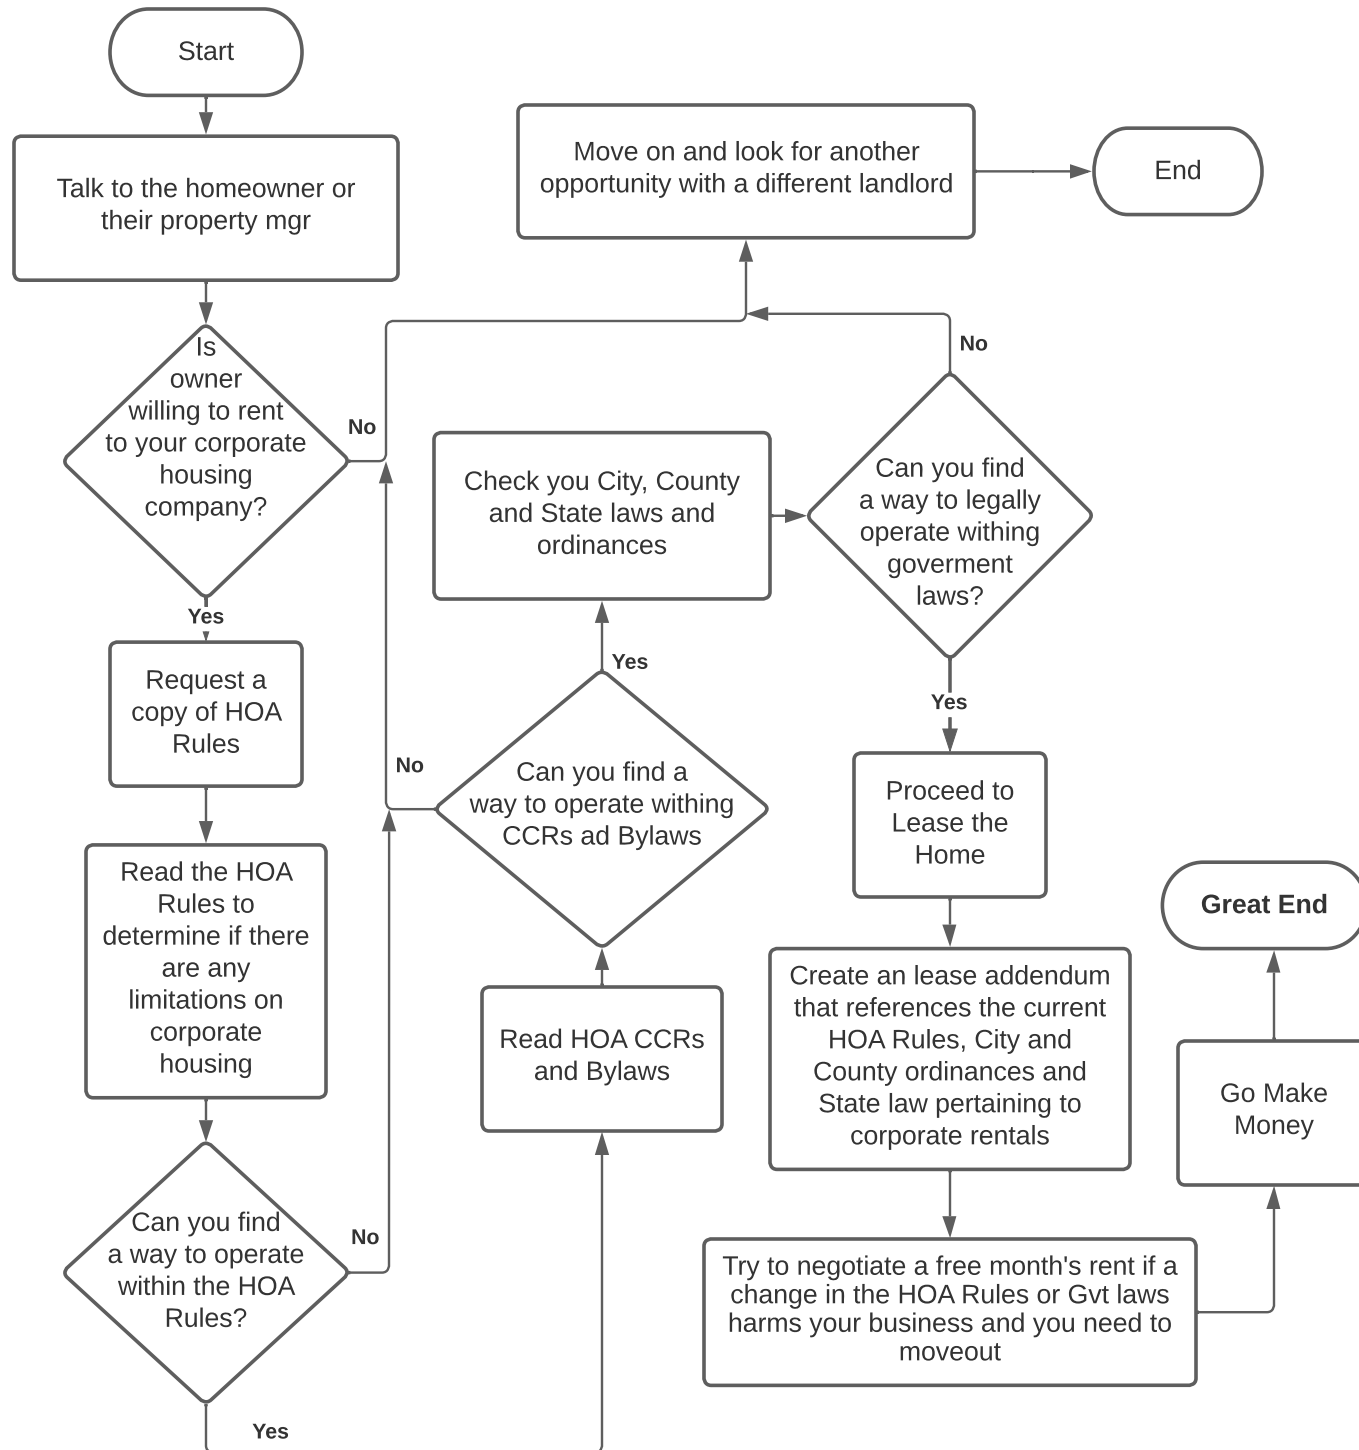 Start
Talk to the homeowner or
their property mgr
Is
owner
willing to rent
to your corporate
housing
company?
No
Yes
Request a
copy of HOA
Rules
Read the HOA
Rules to
determine if there
are any
limitations on
corporate
housing
Can you find
a way to operate
within the HOA
Rules?
No
Yes
Read HOA CCRs
and Bylaws
Can you find a
way to operate withing
CCRs ad Bylaws
No
Yes
Check you City, County
and State laws and
ordinances
Can you find
a way to legally
operate withing
goverment
laws?
No
Move on and look for another
opportunity with a different landlord
End
Yes
Proceed to
Lease the
Home
Create an lease addendum
that references the current
HOA Rules, City and
County ordinances and
State law pertaining to
corporate rentals
Try to negotiate a free month's rent if a
change in the HOA Rules or Gvt laws
harms your business and you need to
moveout
Go Make
Money
Great End